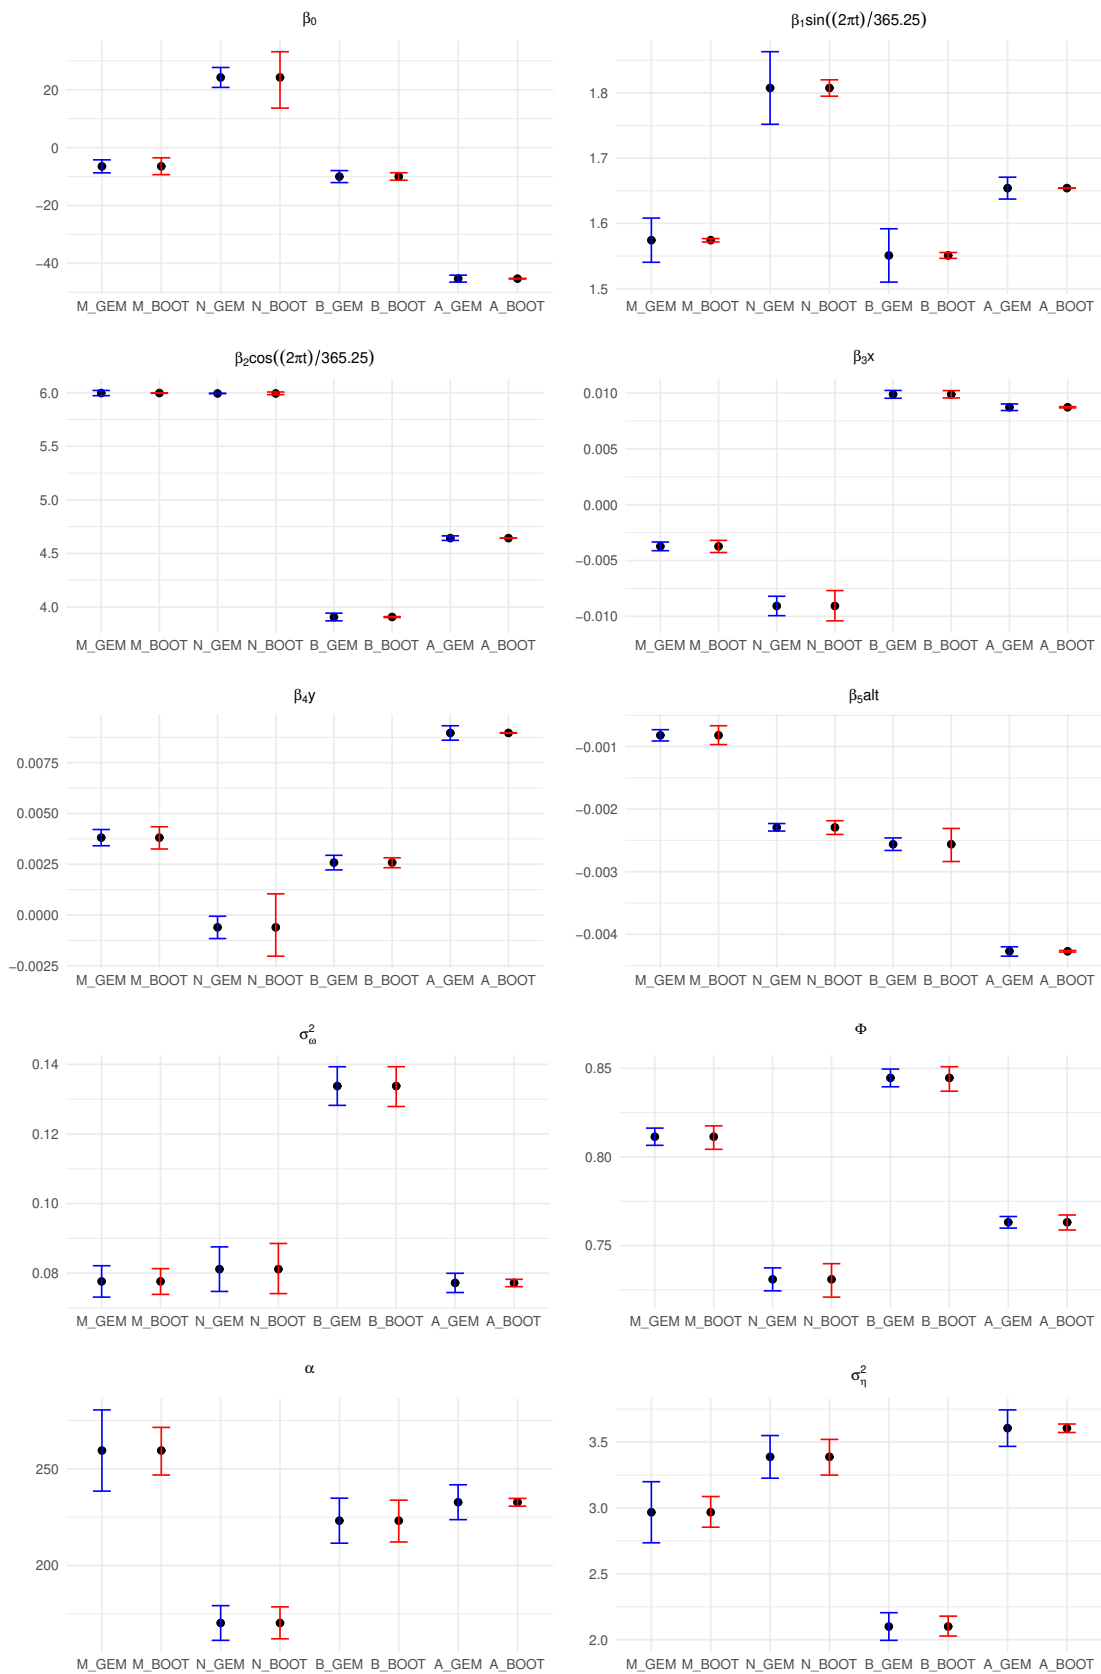 β₀
20
0
−20
−40
M_GEM M_BOOT N_GEM N_BOOT B_GEM B_BOOT A_GEM A_BOOT
β₁sin((2πt)/365.25)
1.8
1.7
1.6
1.5
M_GEM M_BOOT N_GEM N_BOOT B_GEM B_BOOT A_GEM A_BOOT
β₂cos((2πt)/365.25)
6.0
5.5
5.0
4.5
4.0
M_GEM M_BOOT N_GEM N_BOOT B_GEM B_BOOT A_GEM A_BOOT
β₃x
0.010
0.005
0.000
−0.005
−0.010
M_GEM M_BOOT N_GEM N_BOOT B_GEM B_BOOT A_GEM A_BOOT
β₄y
0.0075
0.0050
0.0025
0.0000
−0.0025
M_GEM M_BOOT N_GEM N_BOOT B_GEM B_BOOT A_GEM A_BOOT
β₅alt
−0.001
−0.002
−0.003
−0.004
M_GEM M_BOOT N_GEM N_BOOT B_GEM B_BOOT A_GEM A_BOOT
σ²_ω
0.14
0.12
0.10
0.08
M_GEM M_BOOT N_GEM N_BOOT B_GEM B_BOOT A_GEM A_BOOT
Φ
0.85
0.80
0.75
M_GEM M_BOOT N_GEM N_BOOT B_GEM B_BOOT A_GEM A_BOOT
α
250
200
M_GEM M_BOOT N_GEM N_BOOT B_GEM B_BOOT A_GEM A_BOOT
σ²_η
3.5
3.0
2.5
2.0
M_GEM M_BOOT N_GEM N_BOOT B_GEM B_BOOT A_GEM A_BOOT